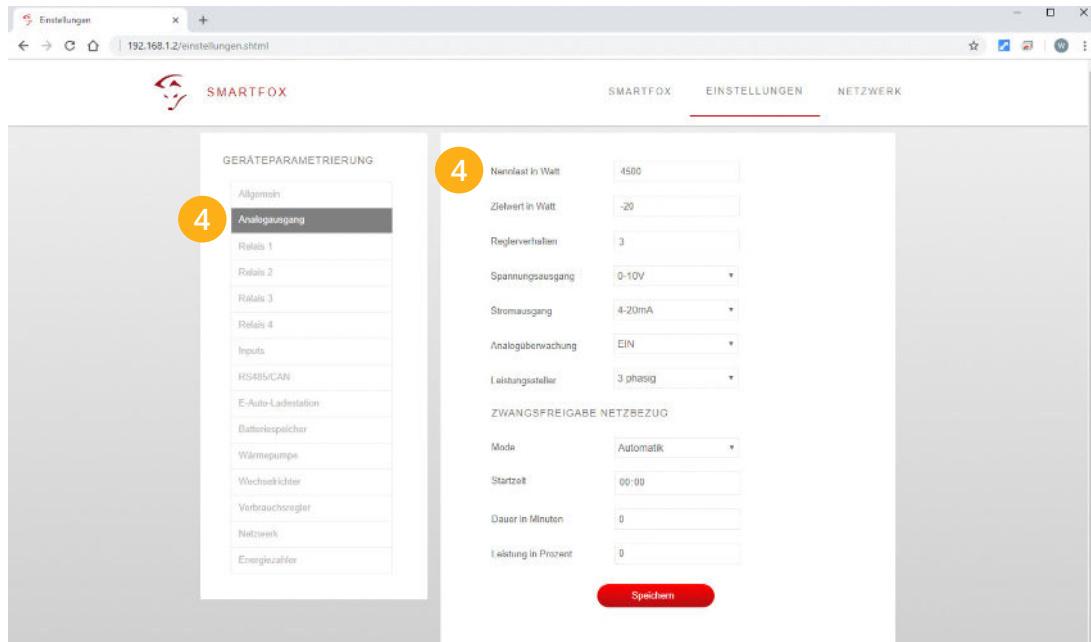 Einstellungen
192.168.1.2/einstellungen.shtml
W
SMARTFOX
SMARTFOX EINSTELLUNGEN NETZWERK
GERÄTEPARAMETRIERUNG
Allgemein
4 Analogausgang
Relais 1
Relais 2
Relais 3
Relais 4
Inputs
RS485/CAN
E-Auto-Ladestation
Batteriespeicher
Wärmepumpe
Wechselrichter
Verbrauchsregler
Netzwerk
Energiezähler
4 Nennlast in Watt 4500
Zielwert in Watt -20
Reglerverhalten 3
Spannungsausgang 0-10V
Stromausgang 4-20mA
Analogüberwachung EIN
Leistungssteller 3 phasig
ZWANGSFREIGABE NETZBEZUG
Mode Automatik
Startzeit 00:00
Dauer in Minuten 0
Leistung in Prozent 0
Speichern